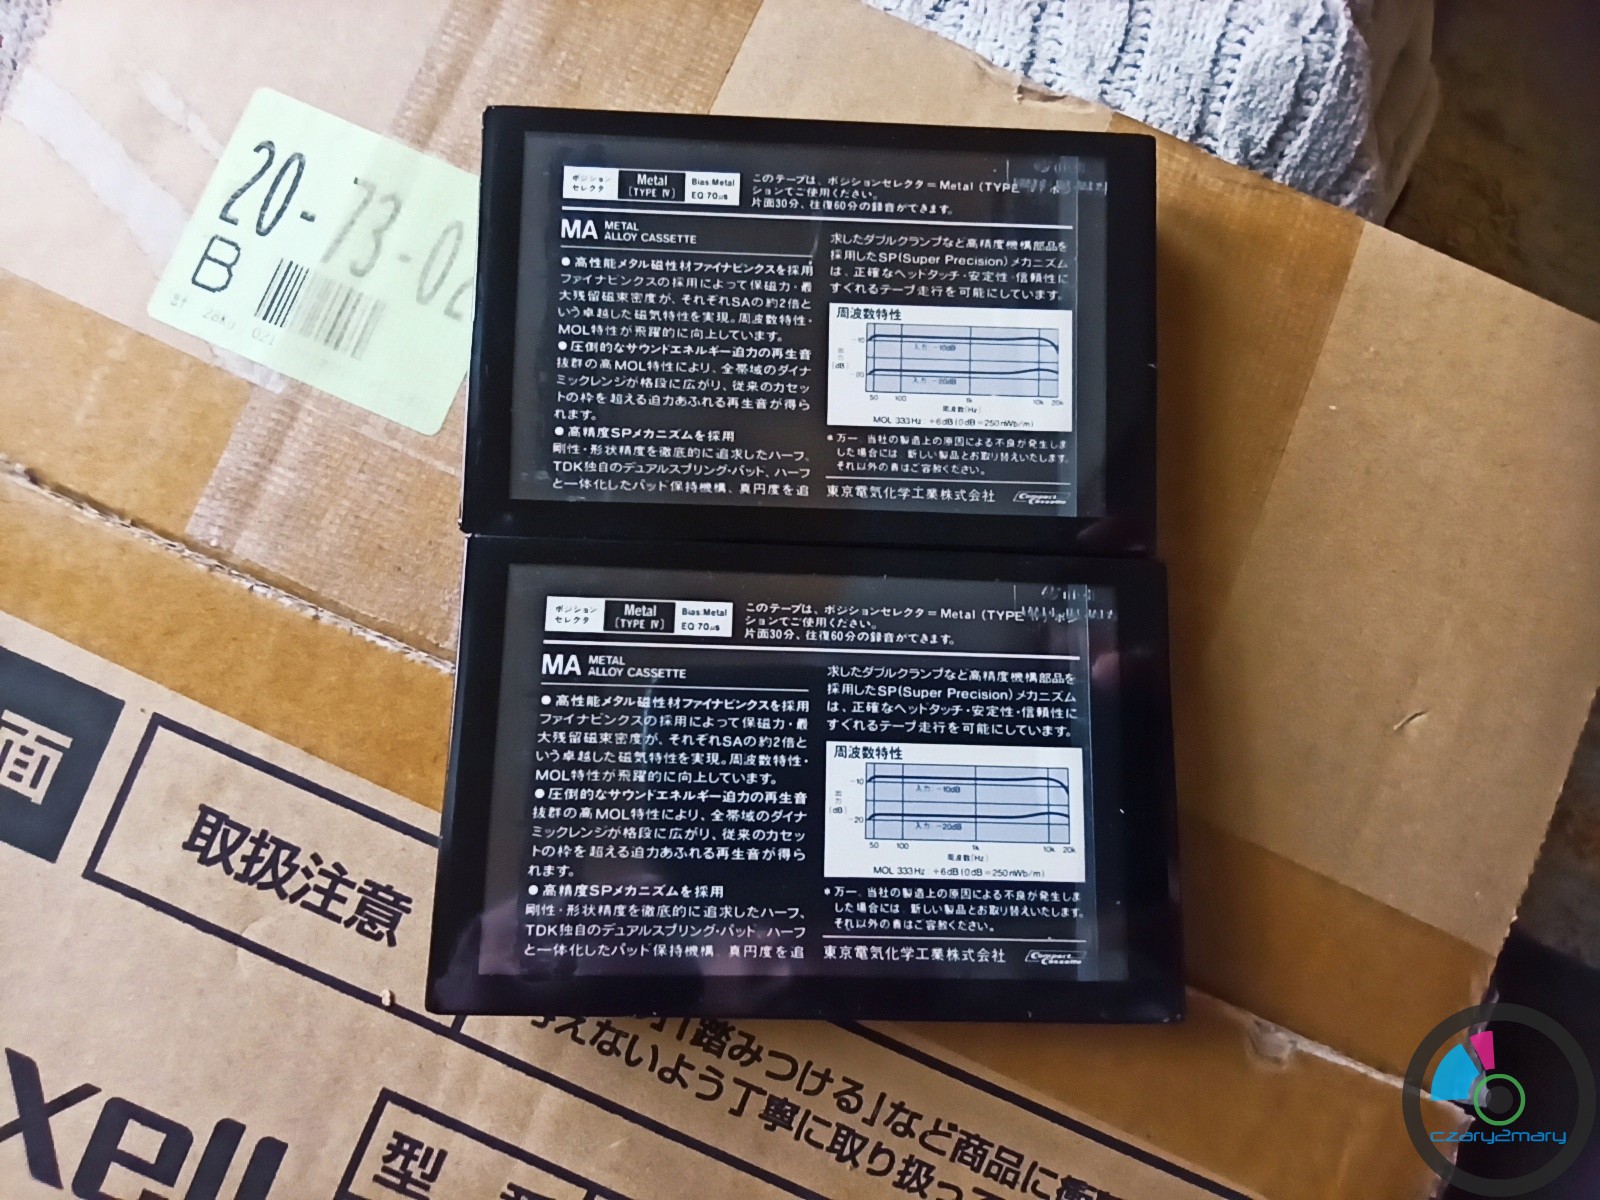 20-73-02
B
ポジション
セレクタ
Metal
(TYPE IV)
Bias:Metal
EQ 70μs
このテープは、ポジションセレクタ=Metal (TYPE
ションでご使用ください。
片面30分、往復60分の録音ができます。
MA METAL
ALLOY CASSETTE
●高性能メタル磁性材ファイナビンクスを採用
ファイナビンクスの採用によって保磁力・最
大残留磁束密度が、それぞれSAの約2倍と
いう卓越した磁気特性を実現。周波数特性・
MOL特性が飛躍的に向上しています。
●圧倒的なサウンドエネルギー迫力の再生音
抜群の高MOL特性により、全帯域のダイナ
ミックレンジが格段に広がり、従来のカセッ
トの枠を超える迫力あふれる再生音が得ら
れます。
●高精度SPメカニズムを採用
剛性・形状精度を徹底的に追求したハーフ、
TDK独自のデュアルスプリング・パッド、ハーフ
と一体化したパッド保持機構、真円度を追
求したダブルクランプなど高精度機構部品を
採用したSP(Super Precision)メカニズム
は、正確なヘッドタッチ・安定性・信頼性に
すぐれるテープ走行を可能にしています。
周波数特性
出力(dB)
-10
入力:-10dB
-20
入力:-20dB
50 100 1k 10k 20k
周波数(Hz)
MOL 333Hz:+6dB(0dB=250nWb/m)
*万一、当社の製造上の原因による不良が発生しま
した場合には、新しい製品とお取り替えいたします。
それ以外の責はご容赦ください。
東京電気化学工業株式会社
Compact
Cassette
ポジション
セレクタ
Metal
(TYPE IV)
Bias:Metal
EQ 70μs
このテープは、ポジションセレクタ=Metal (TYPE
ションでご使用ください。
片面30分、往復60分の録音ができます。
MA METAL
ALLOY CASSETTE
●高性能メタル磁性材ファイナビンクスを採用
ファイナビンクスの採用によって保磁力・最
大残留磁束密度が、それぞれSAの約2倍と
いう卓越した磁気特性を実現。周波数特性・
MOL特性が飛躍的に向上しています。
●圧倒的なサウンドエネルギー迫力の再生音
抜群の高MOL特性により、全帯域のダイナ
ミックレンジが格段に広がり、従来のカセッ
トの枠を超える迫力あふれる再生音が得ら
れます。
●高精度SPメカニズムを採用
剛性・形状精度を徹底的に追求したハーフ、
TDK独自のデュアルスプリング・パッド、ハーフ
と一体化したパッド保持機構、真円度を追
求したダブルクランプなど高精度機構部品を
採用したSP(Super Precision)メカニズム
は、正確なヘッドタッチ・安定性・信頼性に
すぐれるテープ走行を可能にしています。
周波数特性
出力(dB)
-10
入力:-10dB
-20
入力:-20dB
50 100 1k 10k 20k
周波数(Hz)
MOL 333Hz:+6dB(0dB=250nWb/m)
*万一、当社の製造上の原因による不良が発生しま
した場合には、新しい製品とお取り替えいたします。
それ以外の責はご容赦ください。
東京電気化学工業株式会社
Compact
Cassette
面
取扱注意
「踏みつける」など商品に衝
えないよう丁寧に取り扱っ
xell
型
czary2mary